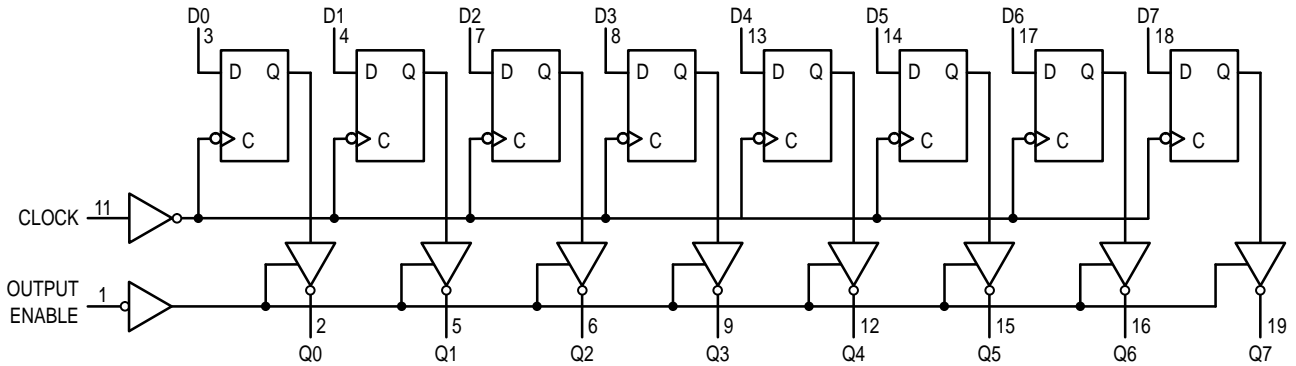 D0 D1 D2 D3 D4 D5 D6 D7
3 4 7 8 13 14 17 18
D Q D Q D Q D Q D Q D Q D Q D Q
C C C C C C C C
CLOCK 11
OUTPUT
ENABLE 1
2 5 6 9 12 15 16 19
Q0 Q1 Q2 Q3 Q4 Q5 Q6 Q7